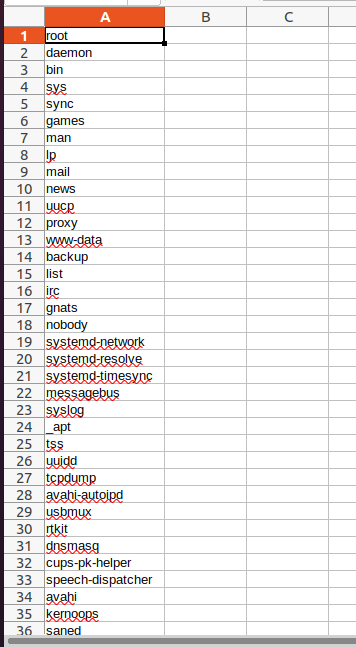 A B C
1 root
2 daemon
3 bin
4 sys
5 sync
6 games
7 man
8 lp
9 mail
10 news
11 uucp
12 proxy
13 www-data
14 backup
15 list
16 irc
17 gnats
18 nobody
19 systemd-network
20 systemd-resolve
21 systemd-timesync
22 messagebus
23 syslog
24 _apt
25 tss
26 uuidd
27 tcpdump
28 avahi-autoipd
29 usbmux
30 rtkit
31 dnsmasq
32 cups-pk-helper
33 speech-dispatcher
34 avahi
35 kernoops
36 saned